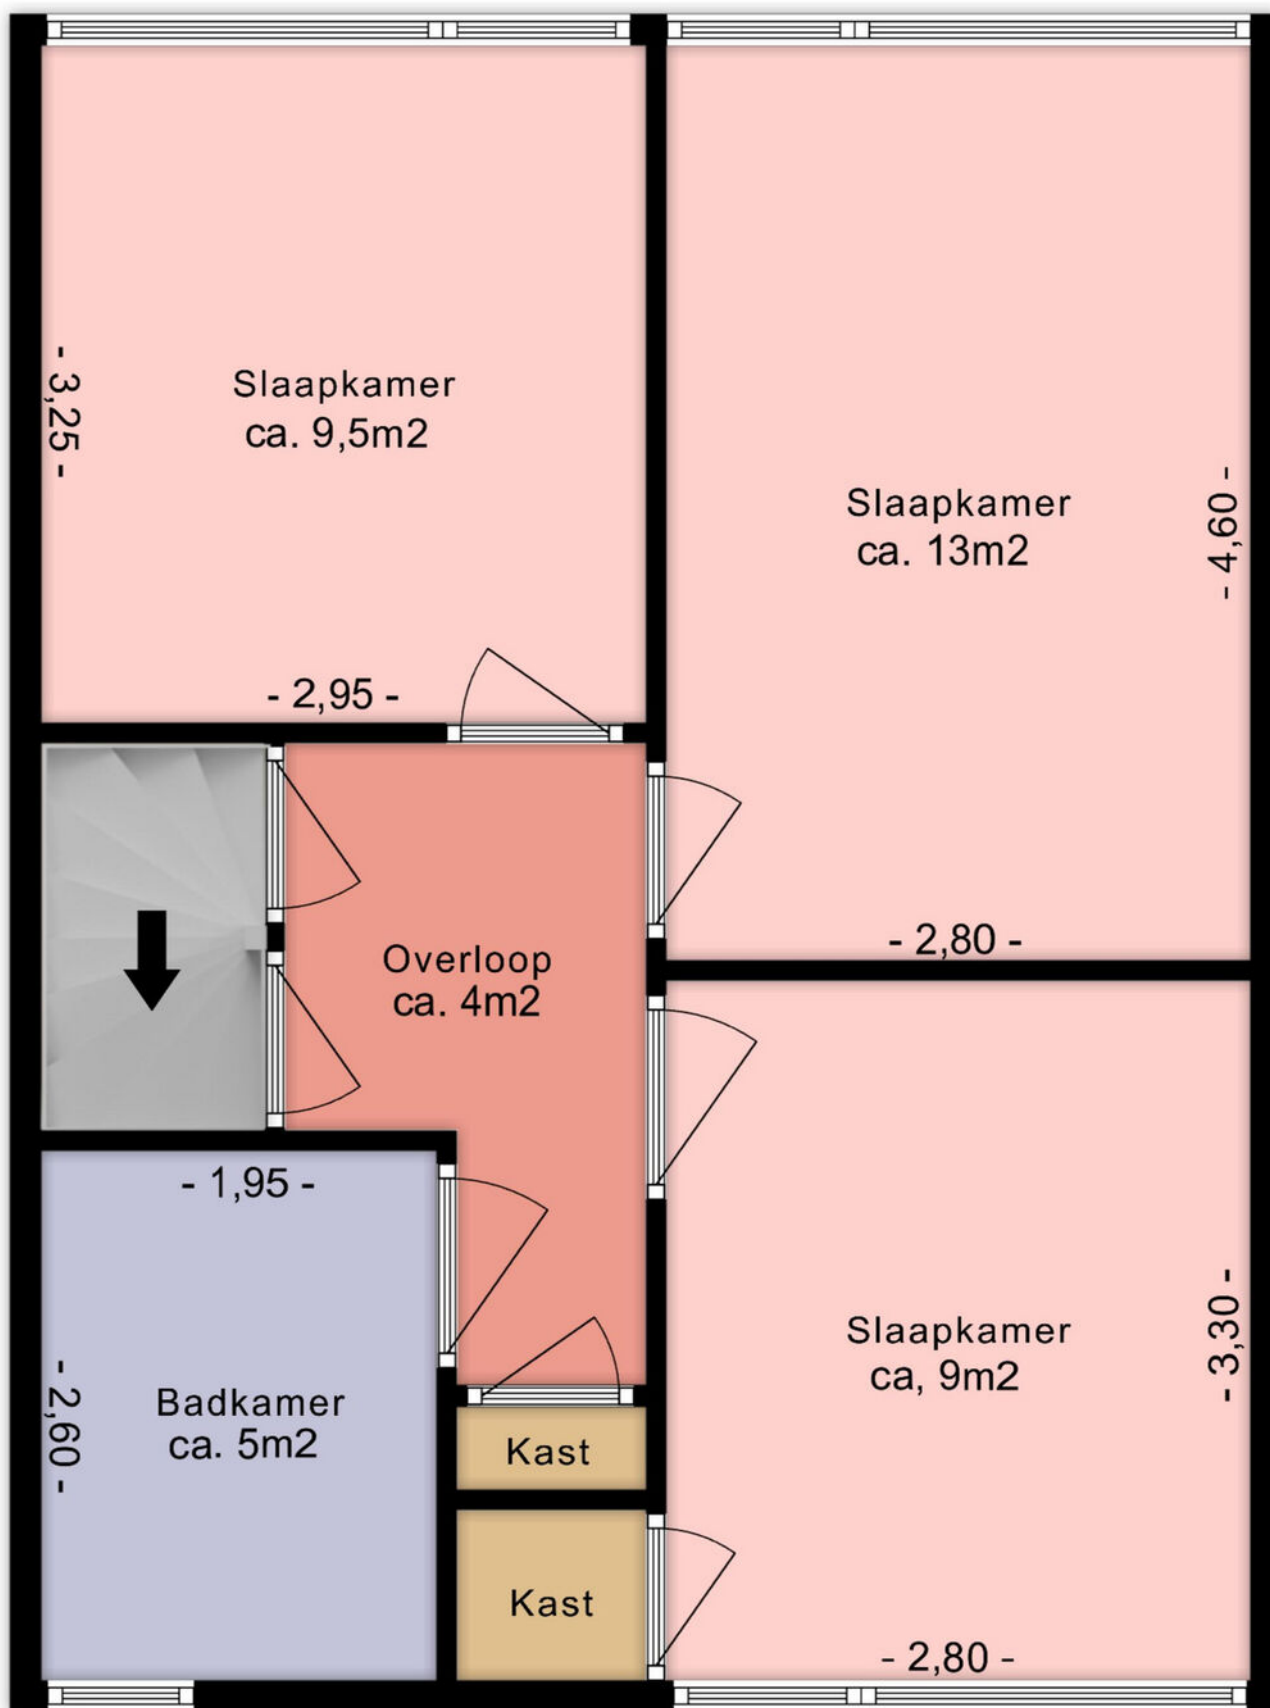 Slaapkamer
ca. 9,5m2
- 3,25 -
- 2,95 -
Slaapkamer
ca. 13m2
- 4,60 -
- 2,80 -
Overloop
ca. 4m2
- 1,95 -
Badkamer
ca. 5m2
- 2,60 -
Kast
Kast
Slaapkamer
ca, 9m2
- 3,30 -
- 2,80 -